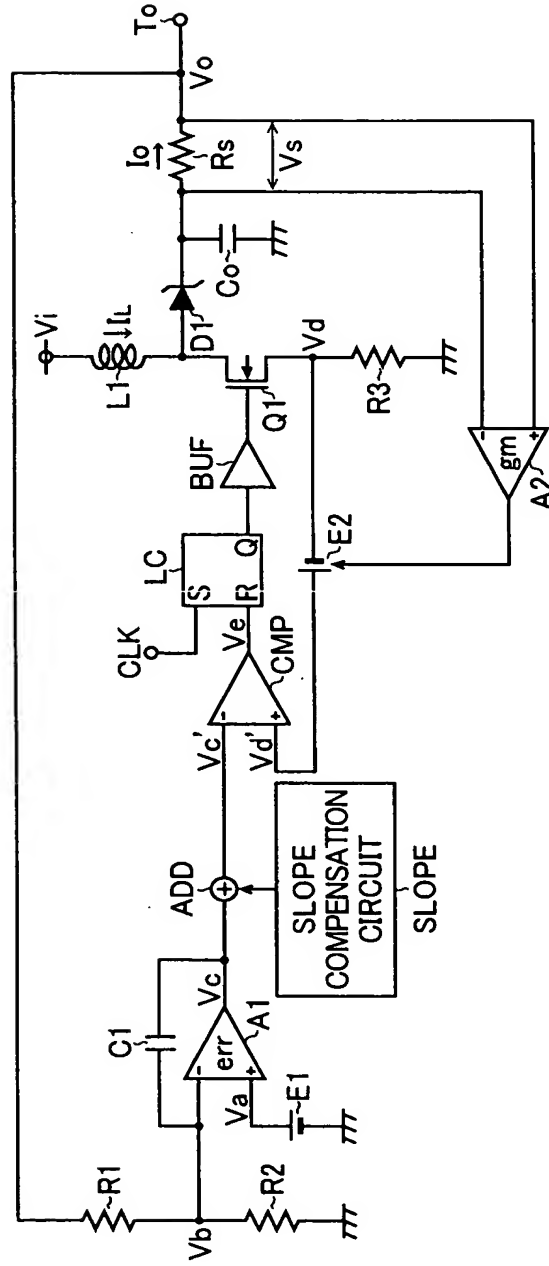 Vi
IL
L1
D1
Io
Rs
Vs
Vo
To
Co
Q1
Vd
R3
BUF
LC
S
R
Q
CLK
Ve
CMP
-
+
Vc'
Vd'
E2
-
+
gm
A2
ADD
+
SLOPE
COMPENSATION
CIRCUIT
SLOPE
C1
Vc
-
+
err
A1
Va
E1
R1
Vb
R2